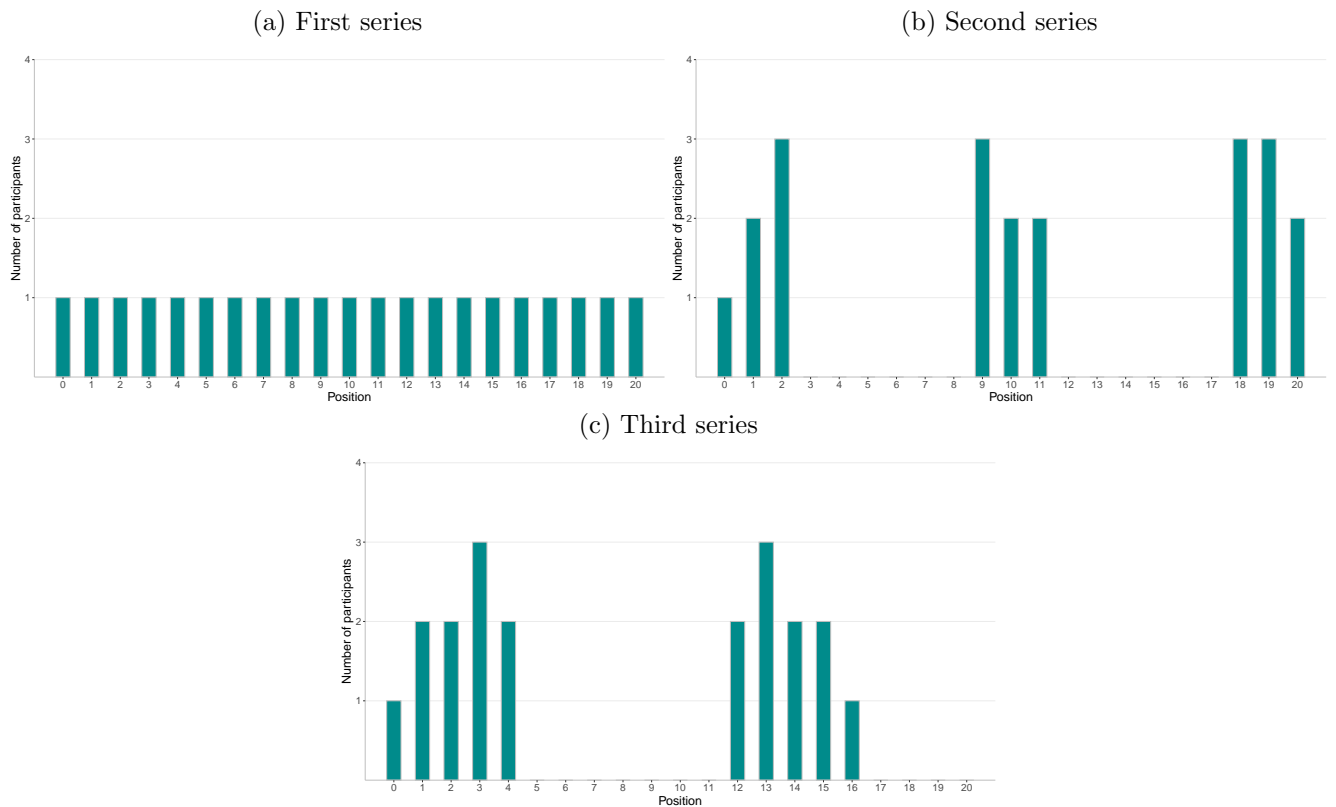 (a) First series
4
3
2
1
Number of participants
0 1 2 3 4 5 6 7 8 9 10 11 12 13 14 15 16 17 18 19 20
Position
(b) Second series
4
3
2
1
Number of participants
0 1 2 3 4 5 6 7 8 9 10 11 12 13 14 15 16 17 18 19 20
Position
(c) Third series
4
3
2
1
Number of participants
0 1 2 3 4 5 6 7 8 9 10 11 12 13 14 15 16 17 18 19 20
Position